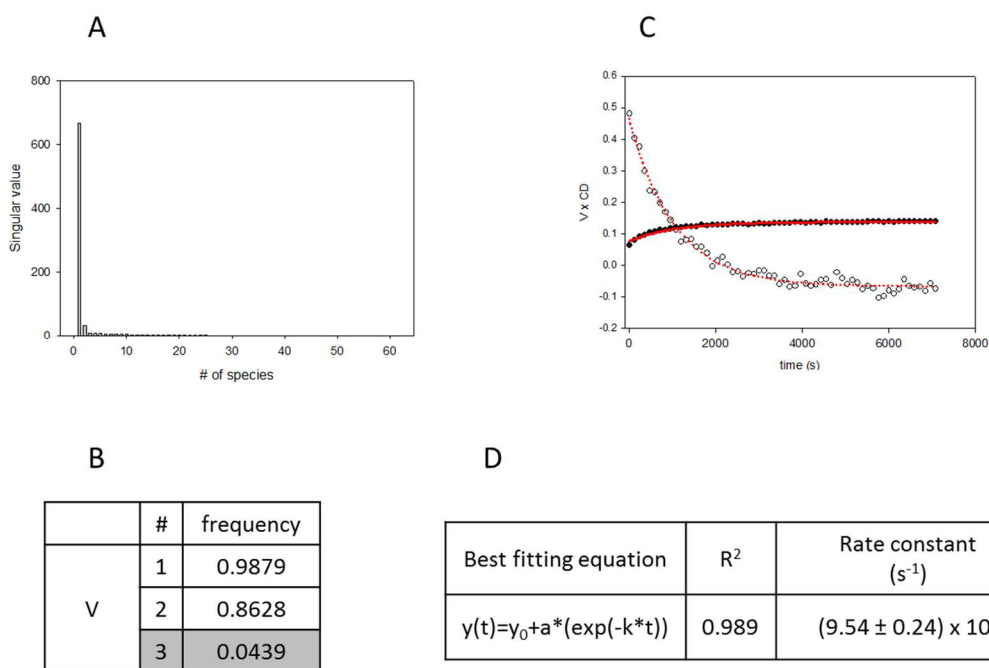 A
800
600
400
200
0
Singular value
0
10
20
30
40
50
60
# of species
C
0.6
0.5
0.4
0.3
0.2
0.1
0.0
-0.1
-0.2
V x CD
0
2000
4000
6000
8000
time (s)
B
# frequency
V
1 0.9879
2 0.8628
3 0.0439
D
Best fitting equation R² Rate constant (s⁻¹)
y(t)=y₀+a*(exp(-k*t)) 0.989 (9.54 ± 0.24) x 10